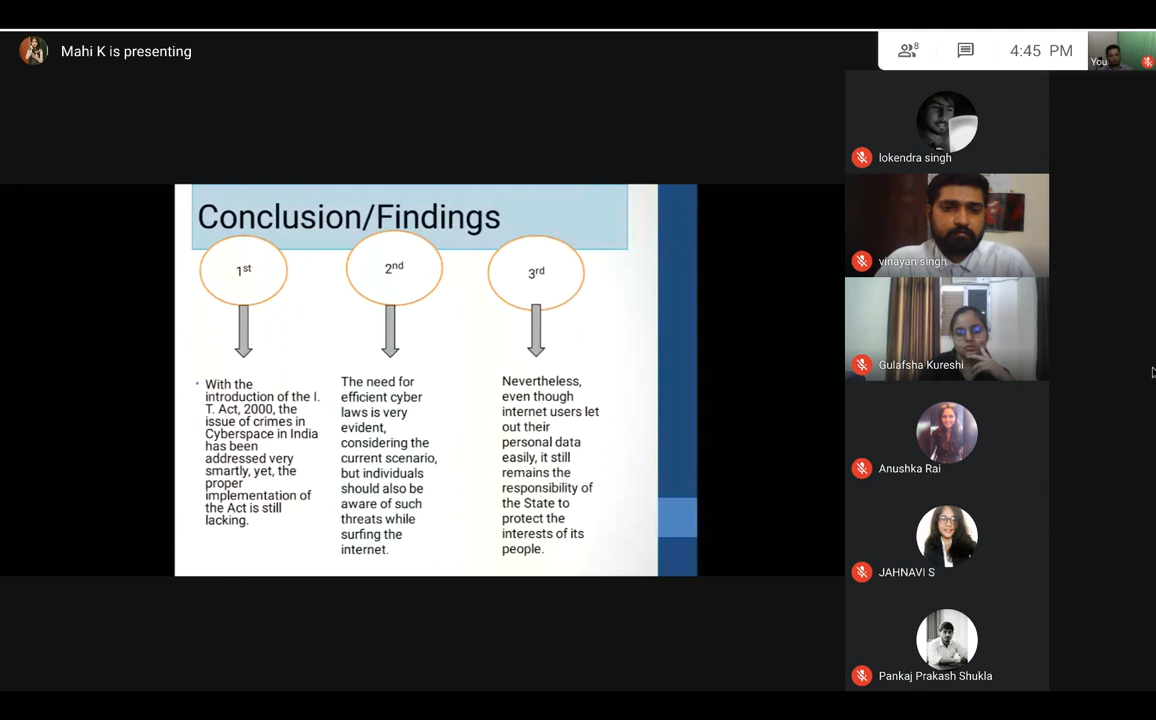 Mahi K is presenting
8
4:45 PM
You
lokendra singh
vinayan singh
Gulafsha Kureshi
Anushka Rai
JAHNAVI S
Pankaj Prakash Shukla
Conclusion/Findings
1st
2nd
3rd
• With the
introduction of the I.
T. Act, 2000, the
issue of crimes in
Cyberspace in India
has been
addressed very
smartly, yet, the
proper
implementation of
the Act is still
lacking.
The need for
efficient cyber
laws is very
evident,
considering the
current scenario,
but individuals
should also be
aware of such
threats while
surfing the
internet.
Nevertheless,
even though
internet users let
out their
personal data
easily, it still
remains the
responsibility of
the State to
protect the
interests of its
people.